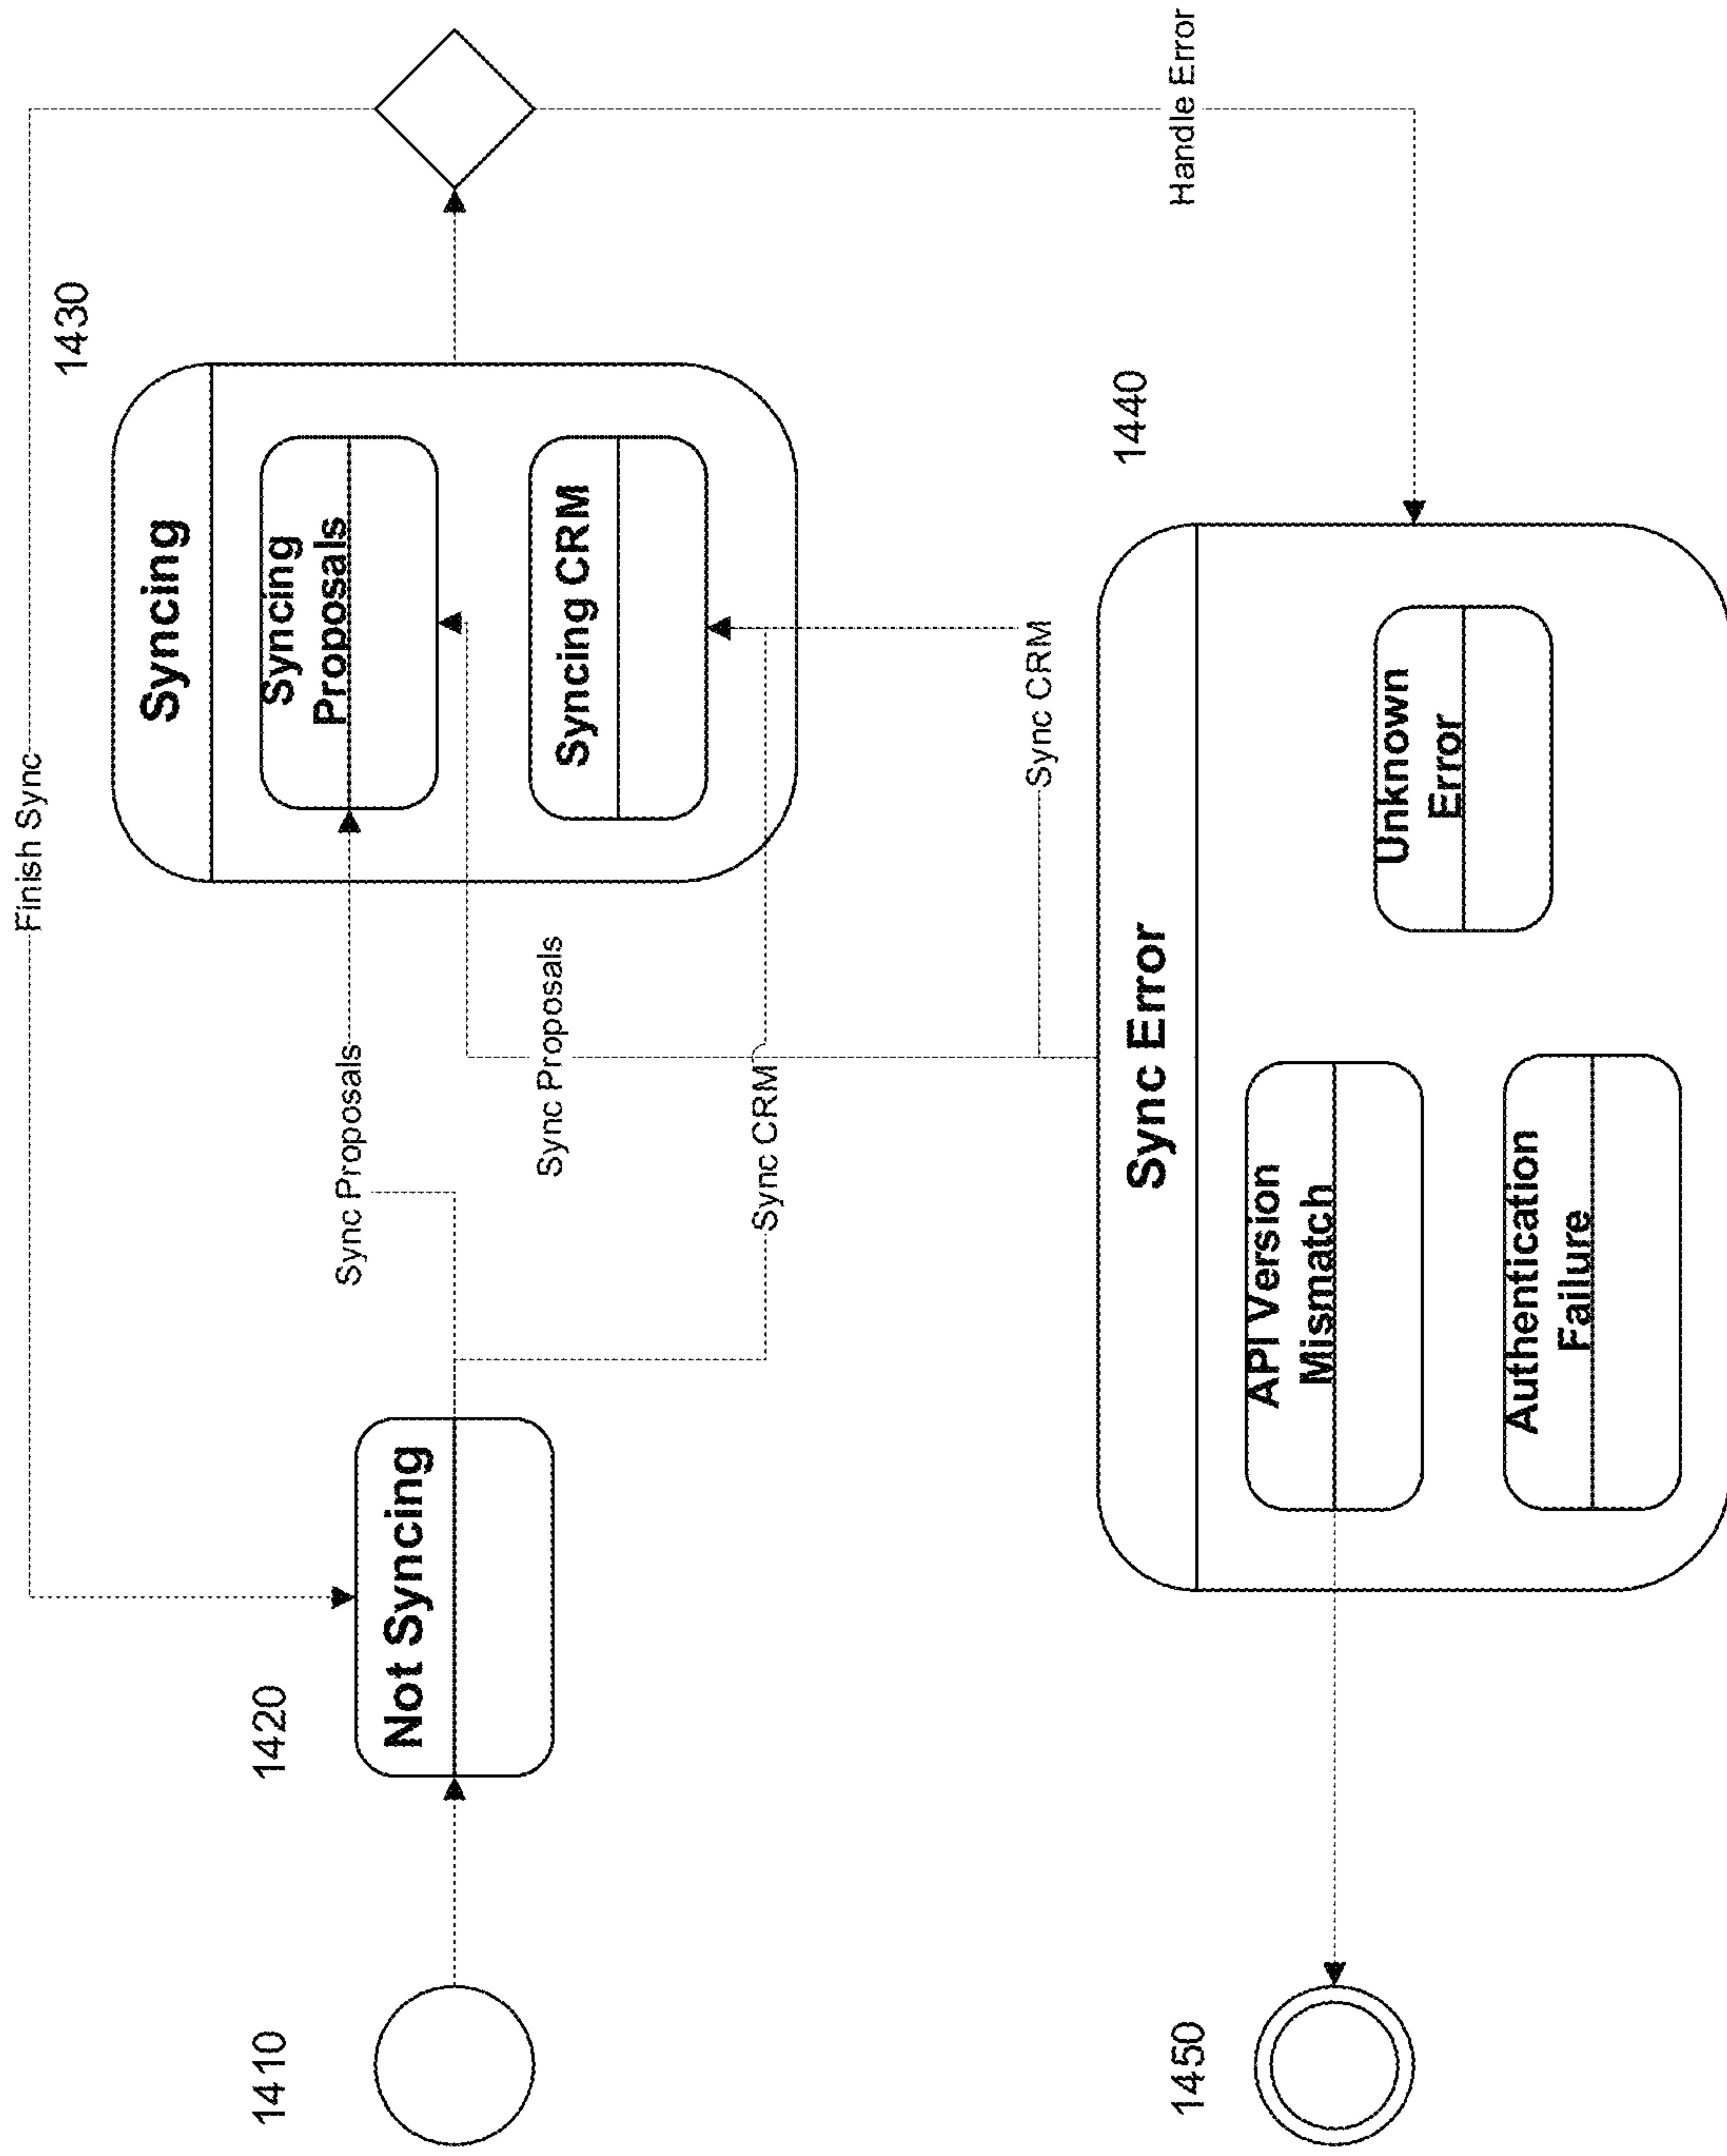 Finish Sync
1430
Syncing
Syncing
Proposals
Syncing CRM
Sync Proposals
Sync Proposals
Sync CRM
Sync CRM
1420
Not Syncing
1410
Handle Error
1440
Sync Error
API Version
Mismatch
Unknown
Error
Authentication
Failure
1450